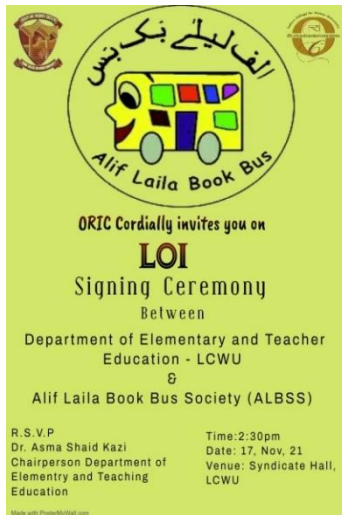 الف لیلےٰ بک بس
Alif Laila Book Bus
ORIC Cordially invites you on
LOI
Signing Ceremony
Between
Department of Elementary and Teacher
Education - LCWU
&
Alif Laila Book Bus Society (ALBSS)
R.S.V.P
Dr. Asma Shaid Kazi
Chairperson Department of
Elementry and Teaching
Education
Time:2:30pm
Date: 17, Nov, 21
Venue: Syndicate Hall,
LCWU
Made with PosterMyWall.com